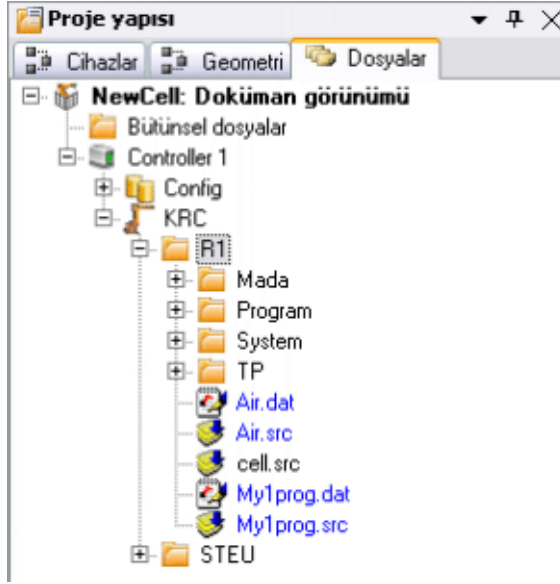 Proje yapısı
Cihazlar Geometri Dosyalar
NewCell: Doküman görünümü
Bütünsel dosyalar
Controller 1
Config
KRC
R1
Mada
Program
System
TP
Air.dat
Air.src
cell.src
My1prog.dat
My1prog.src
STEU